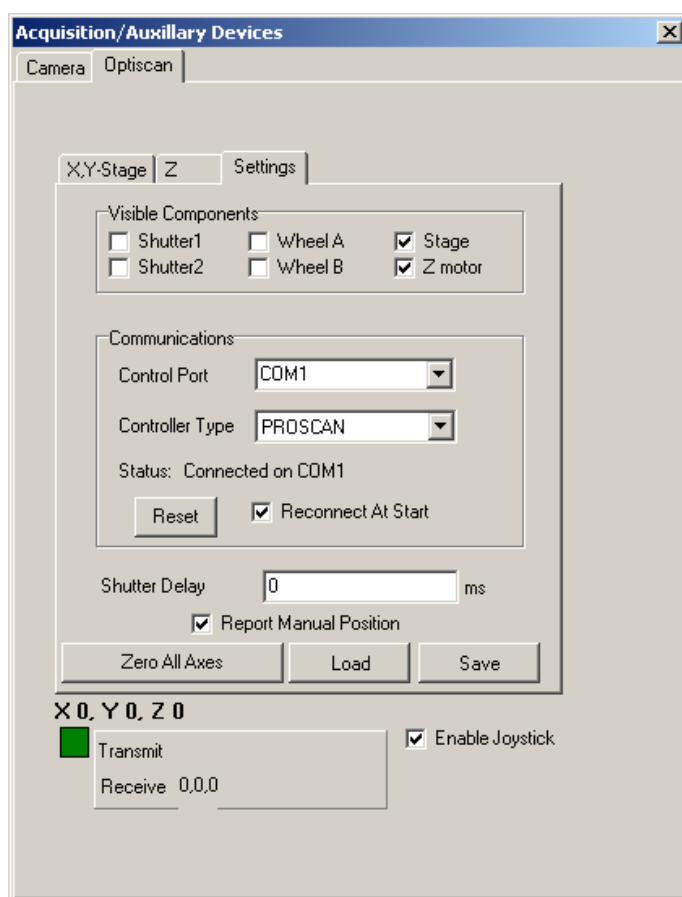 Acquisition/Auxillary Devices
Camera Optiscan
X,Y-Stage Z Settings
Visible Components
Shutter1 Wheel A Stage
Shutter2 Wheel B Z motor
Communications
Control Port COM1
Controller Type PROSCAN
Status: Connected on COM1
Reset Reconnect At Start
Shutter Delay 0 ms
Report Manual Position
Zero All Axes Load Save
X 0, Y 0, Z 0
Transmit Enable Joystick
Receive 0,0,0